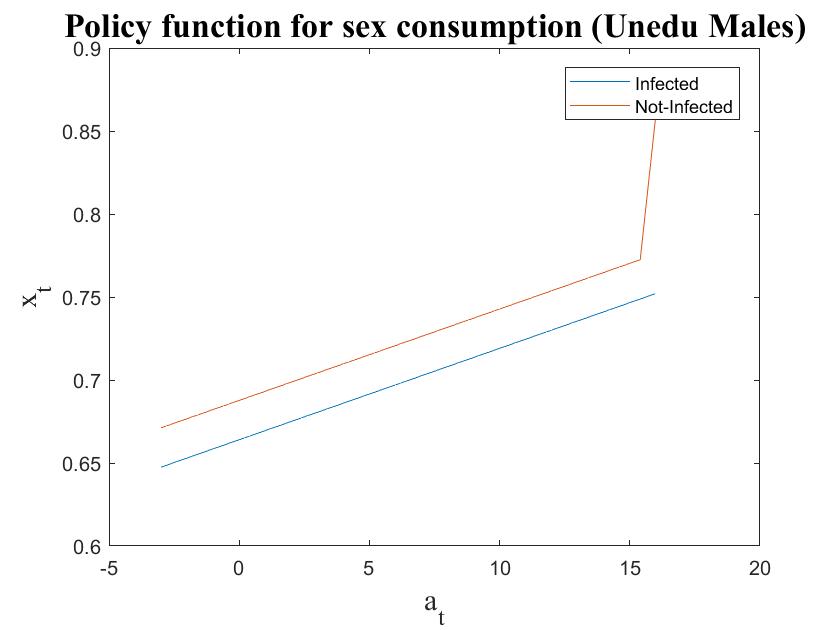 Policy function for sex consumption (Unedu Males)
0.9
0.85
0.8
0.75
0.7
0.65
0.6
x_t
Infected
Not-Infected
-5 0 5 10 15 20
a_t